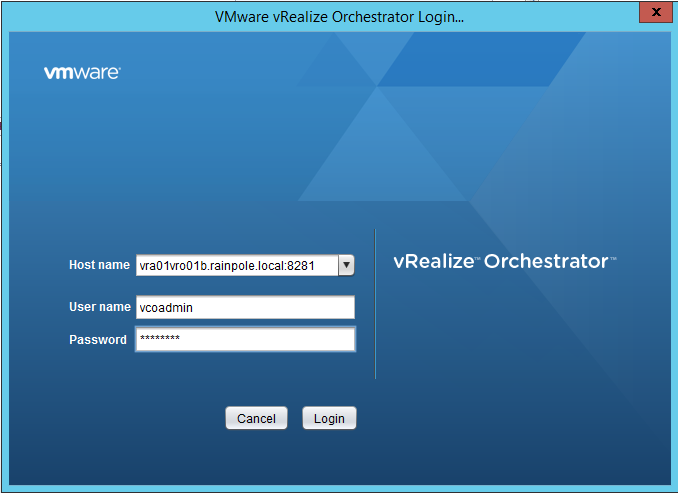 VMware vRealize Orchestrator Login...
x
vmware®
Host name vra01vro01b.rainpole.local:8281
vRealize™ Orchestrator™
User name vcoadmin
Password ********
Cancel Login